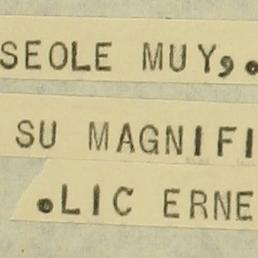 SEOLE MUY,.
SU MAGNIFI
.LIC ERNE